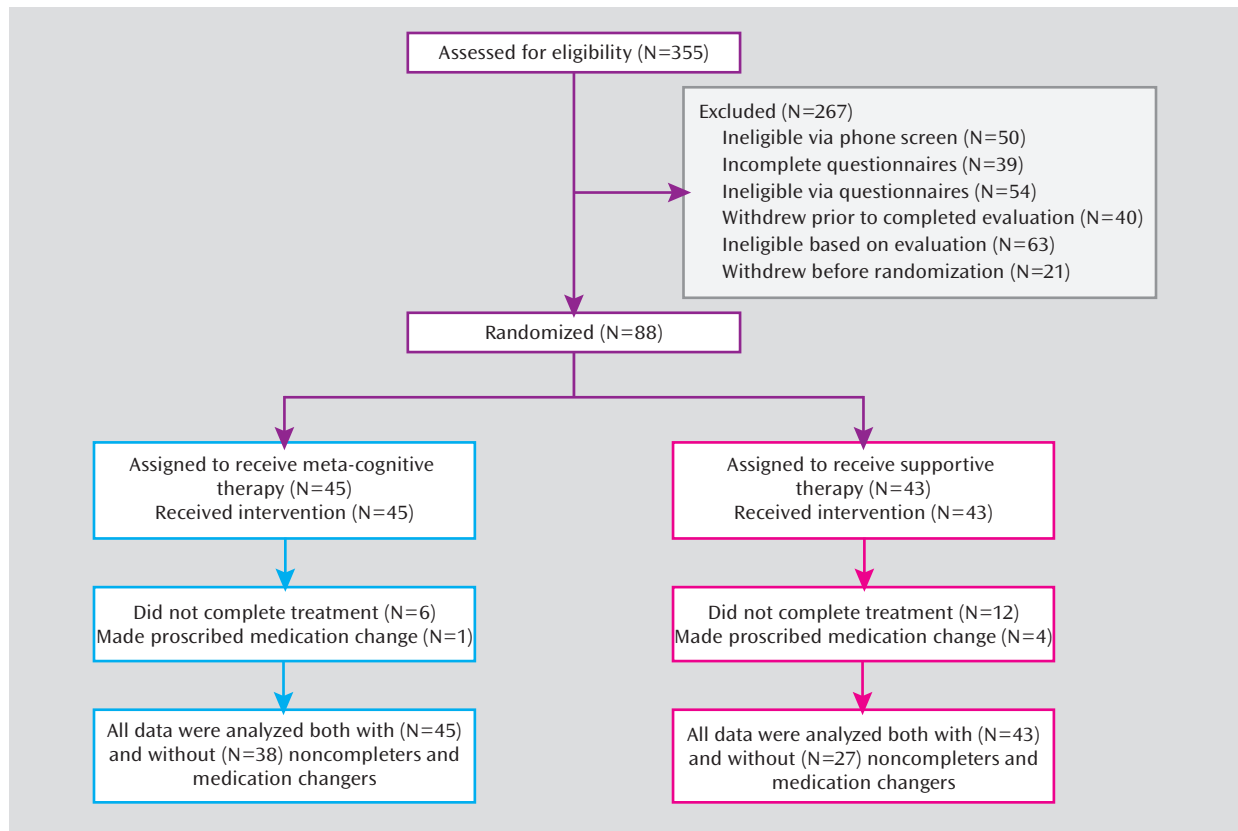 Assessed for eligibility (N=355)
Excluded (N=267)
Ineligible via phone screen (N=50)
Incomplete questionnaires (N=39)
Ineligible via questionnaires (N=54)
Withdrew prior to completed evaluation (N=40)
Ineligible based on evaluation (N=63)
Withdrew before randomization (N=21)
Randomized (N=88)
Assigned to receive meta-cognitive
therapy (N=45)
Received intervention (N=45)
Assigned to receive supportive
therapy (N=43)
Received intervention (N=43)
Did not complete treatment (N=6)
Made proscribed medication change (N=1)
Did not complete treatment (N=12)
Made proscribed medication change (N=4)
All data were analyzed both with (N=45)
and without (N=38) noncompleters and
medication changers
All data were analyzed both with (N=43)
and without (N=27) noncompleters and
medication changers